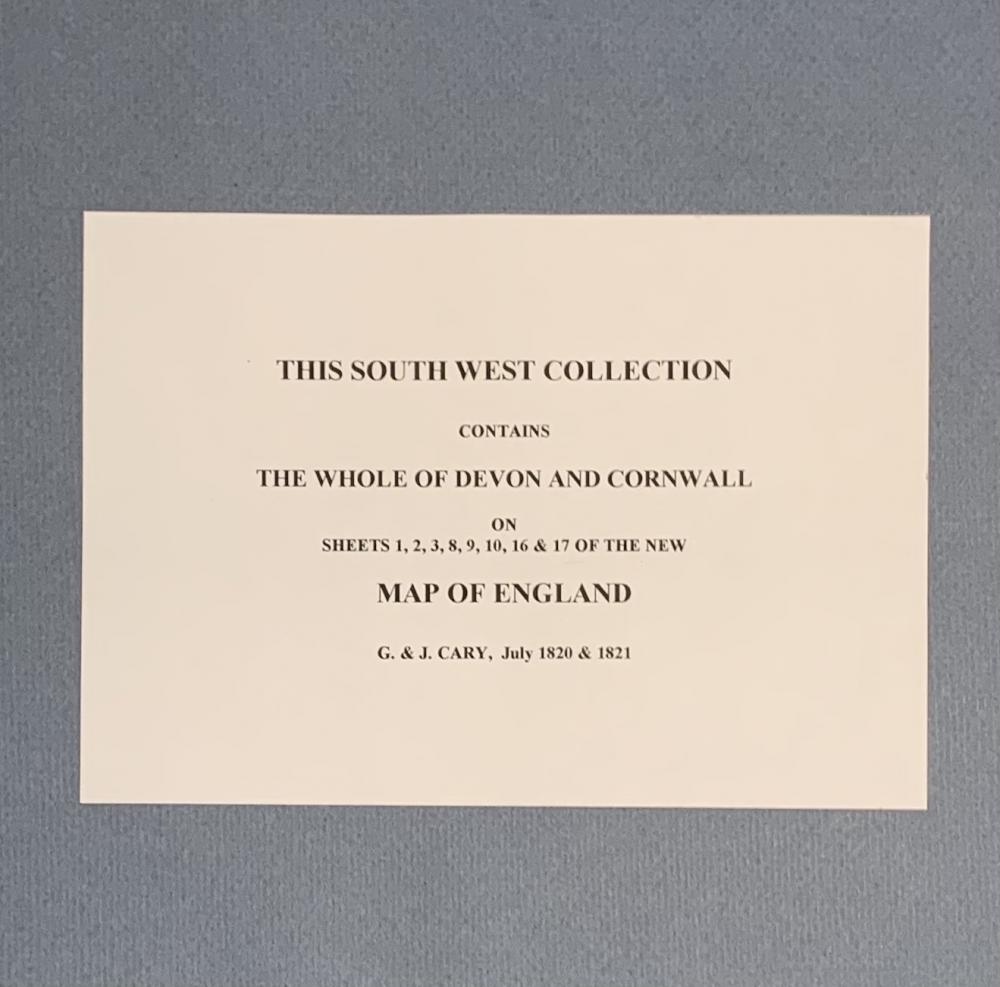 THIS SOUTH WEST COLLECTION
CONTAINS
THE WHOLE OF DEVON AND CORNWALL
ON
SHEETS 1, 2, 3, 8, 9, 10, 16 & 17 OF THE NEW
MAP OF ENGLAND
G. & J. CARY, July 1820 & 1821